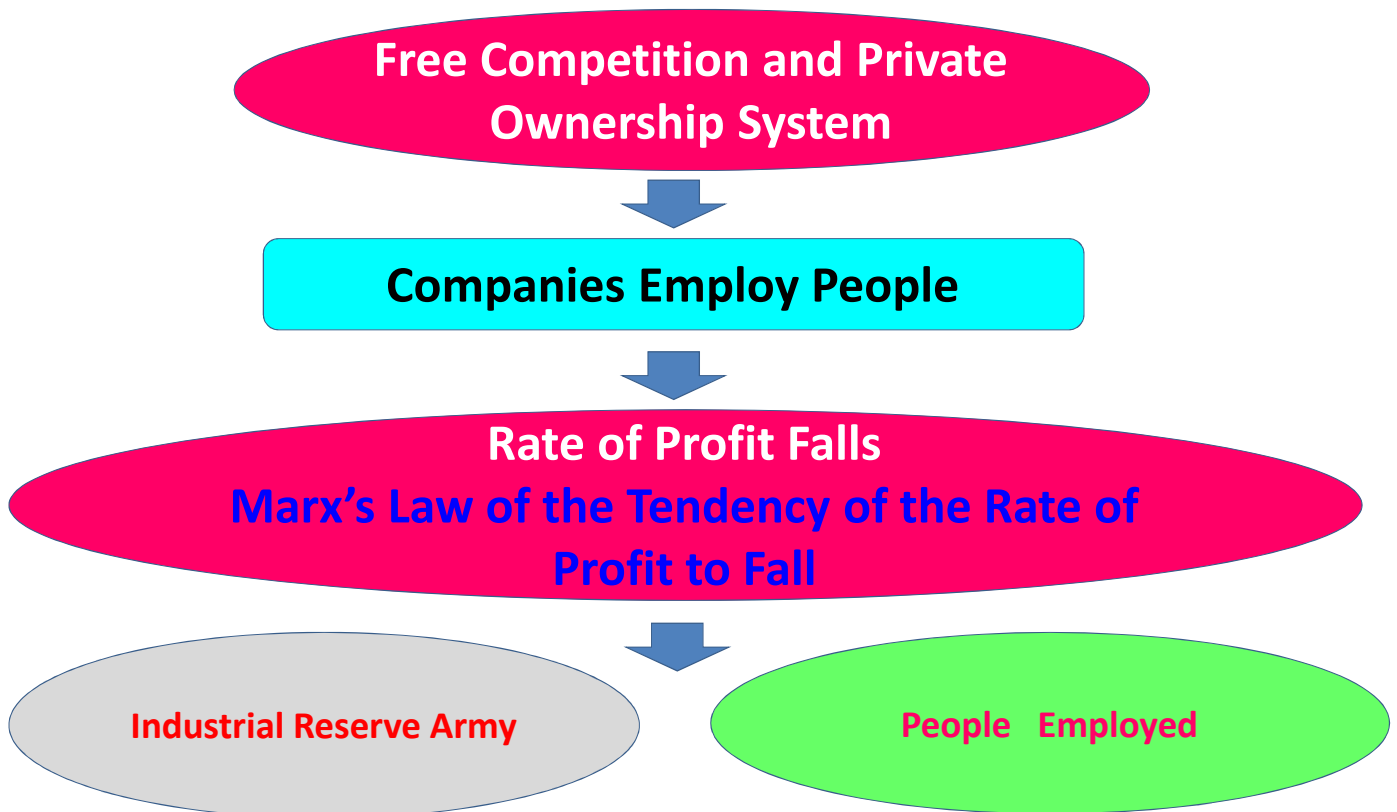 Free Competition and Private
Ownership System
Companies Employ People
Rate of Profit Falls
Marx’s Law of the Tendency of the Rate of
Profit to Fall
Industrial Reserve Army
People Employed